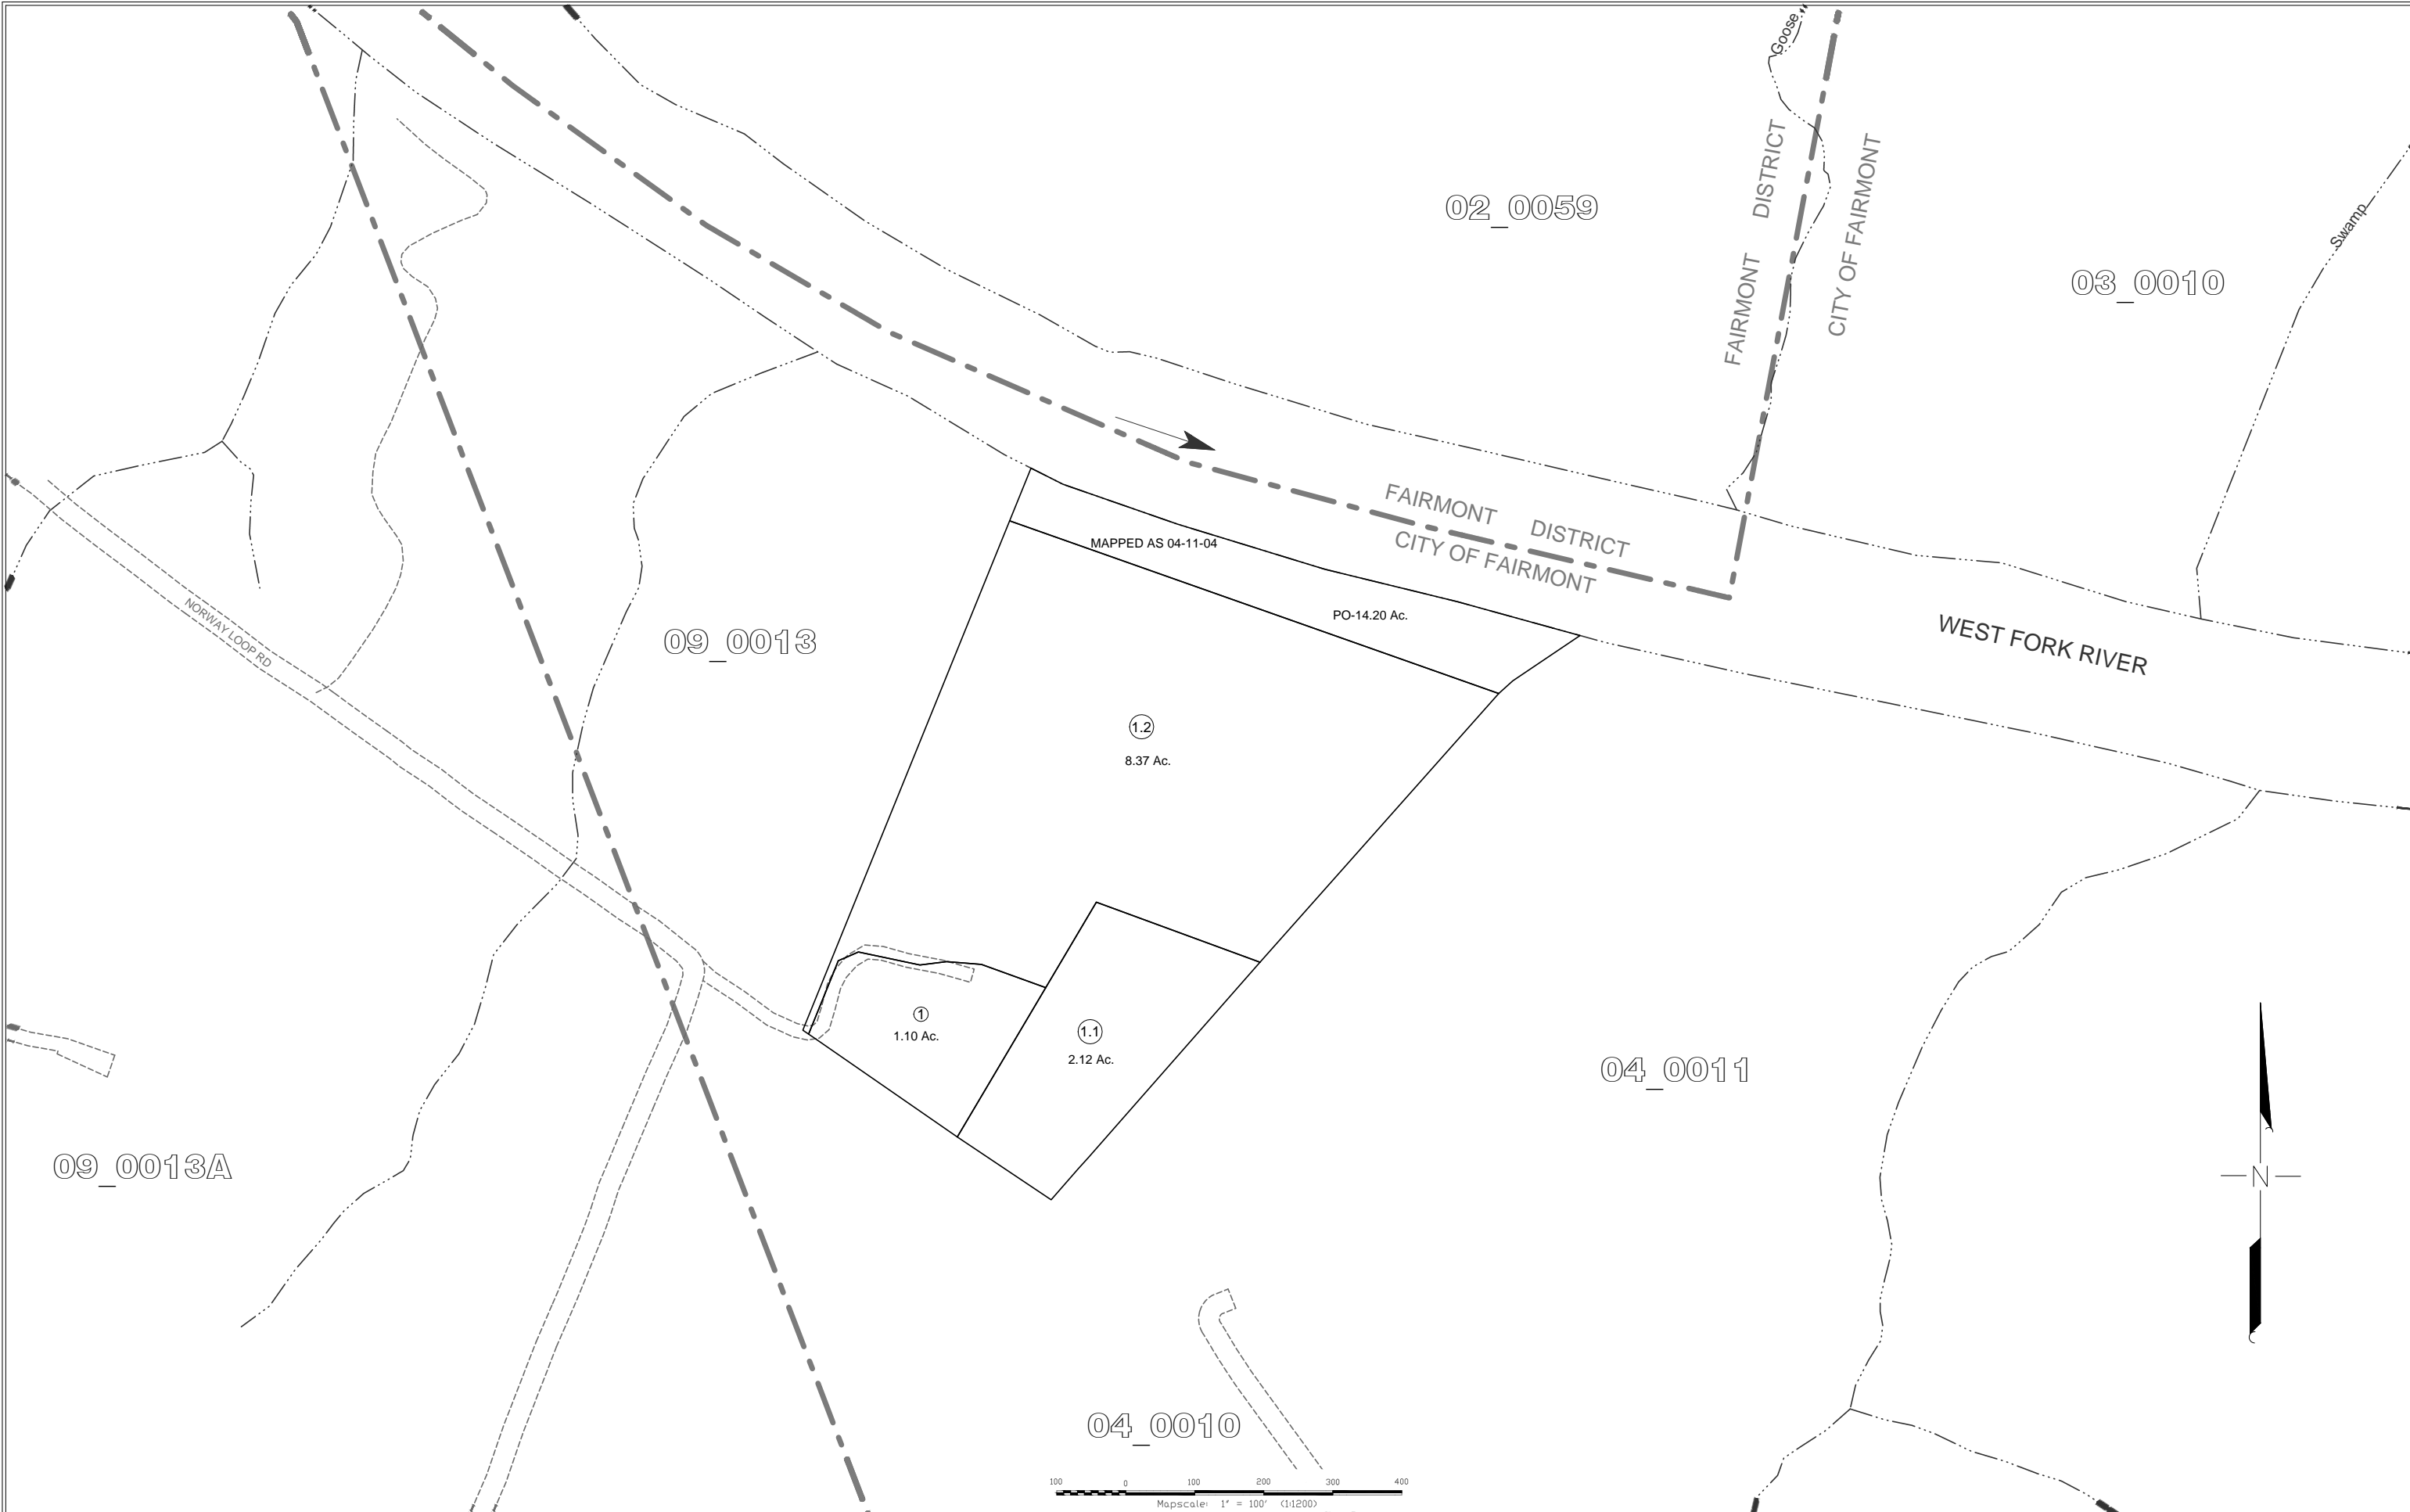 Goose
FAIRMONT DISTRICT
CITY OF FAIRMONT
02_0059
Swamp
03_0010
FAIRMONT DISTRICT
CITY OF FAIRMONT
MAPPED AS 04-11-04
PO-14.20 Ac.
NORWAY LOOP RD
09_0013
WEST FORK RIVER
1.2
8.37 Ac.
1
1.10 Ac.
1.1
2.12 Ac.
04_0011
09_0013A
N
04_0010
100 0 100 200 300 400
Mapscale: 1" = 100' (1:1200)